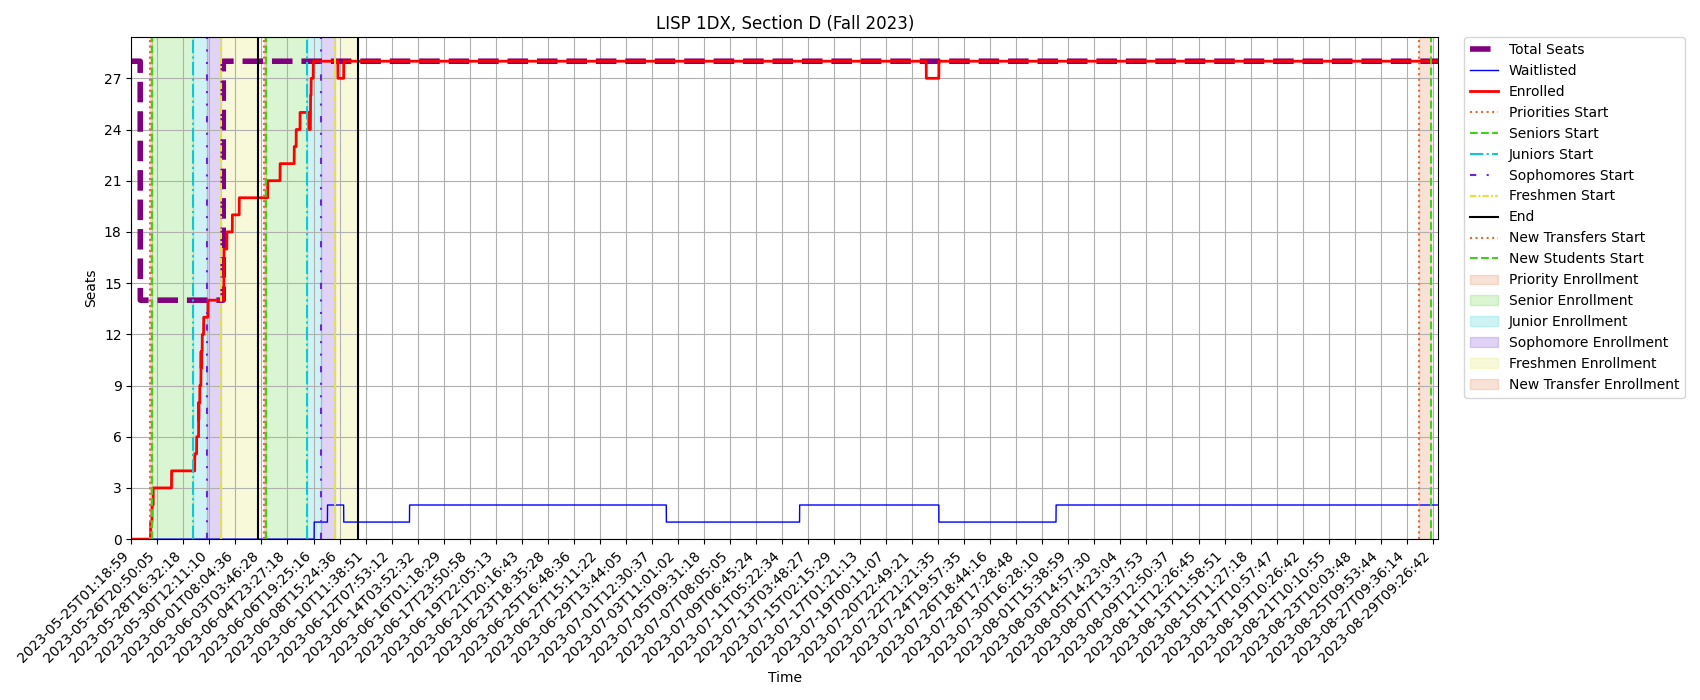 LISP 1DX, Section D (Fall 2023)
Seats
27
24
21
18
15
12
9
6
3
0
2023-05-25T01:18:59
2023-05-26T20:50:05
2023-05-28T16:32:18
2023-05-30T12:11:10
2023-06-01T08:04:36
2023-06-03T03:46:28
2023-06-04T23:27:18
2023-06-06T19:25:16
2023-06-08T15:24:36
2023-06-10T11:38:51
2023-06-12T07:53:12
2023-06-14T04:52:32
2023-06-16T01:18:29
2023-06-17T23:50:58
2023-06-19T22:05:13
2023-06-21T20:16:43
2023-06-23T18:35:28
2023-06-25T16:48:36
2023-06-27T15:11:22
2023-06-29T13:44:05
2023-07-01T12:30:37
2023-07-03T11:01:02
2023-07-05T09:31:18
2023-07-07T08:05:05
2023-07-09T06:45:24
2023-07-11T05:22:34
2023-07-13T03:48:27
2023-07-15T02:15:29
2023-07-17T01:21:13
2023-07-19T00:11:07
2023-07-20T22:49:21
2023-07-22T21:21:35
2023-07-24T19:57:35
2023-07-26T18:44:16
2023-07-28T17:28:48
2023-07-30T16:28:10
2023-08-01T15:38:59
2023-08-03T14:57:30
2023-08-05T14:23:04
2023-08-07T13:37:53
2023-08-09T12:50:37
2023-08-11T12:26:45
2023-08-13T11:58:51
2023-08-15T11:27:18
2023-08-17T10:57:47
2023-08-19T10:26:42
2023-08-21T10:10:55
2023-08-23T10:03:48
2023-08-25T09:53:44
2023-08-27T09:36:14
2023-08-29T09:26:42
Time
Total Seats
Waitlisted
Enrolled
Priorities Start
Seniors Start
Juniors Start
Sophomores Start
Freshmen Start
End
New Transfers Start
New Students Start
Priority Enrollment
Senior Enrollment
Junior Enrollment
Sophomore Enrollment
Freshmen Enrollment
New Transfer Enrollment